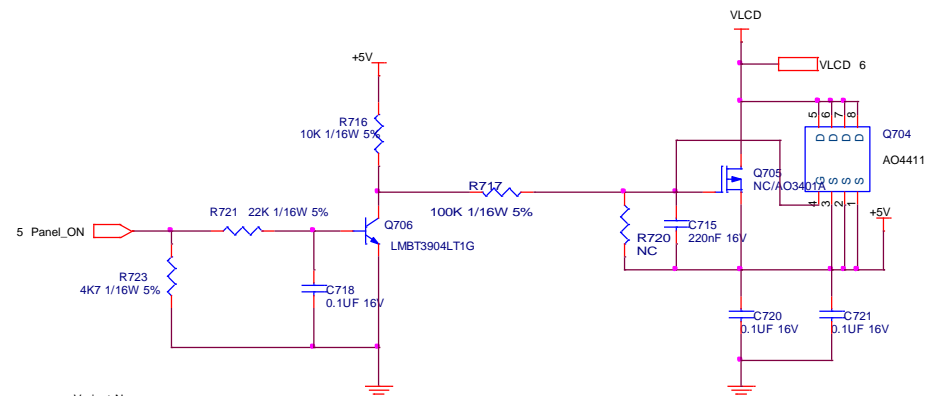 VLCD
VLCD 6
+5V
R716
10K 1/16W 5%
5 6 7 8
D D D D
Q704
AO4411
G S S S
4 3 2 1
Q705
NC/AO3401A
R717
100K 1/16W 5%
+5V
R721 22K 1/16W 5%
Q706
LMBT3904LT1G
5 Panel_ON
R720
NC
C715
220nF 16V
R723
4K7 1/16W 5%
C718
0.1UF 16V
C720
0.1UF 16V
C721
0.1UF 16V